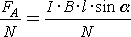 F_A / N = I · B · l · sin α / N